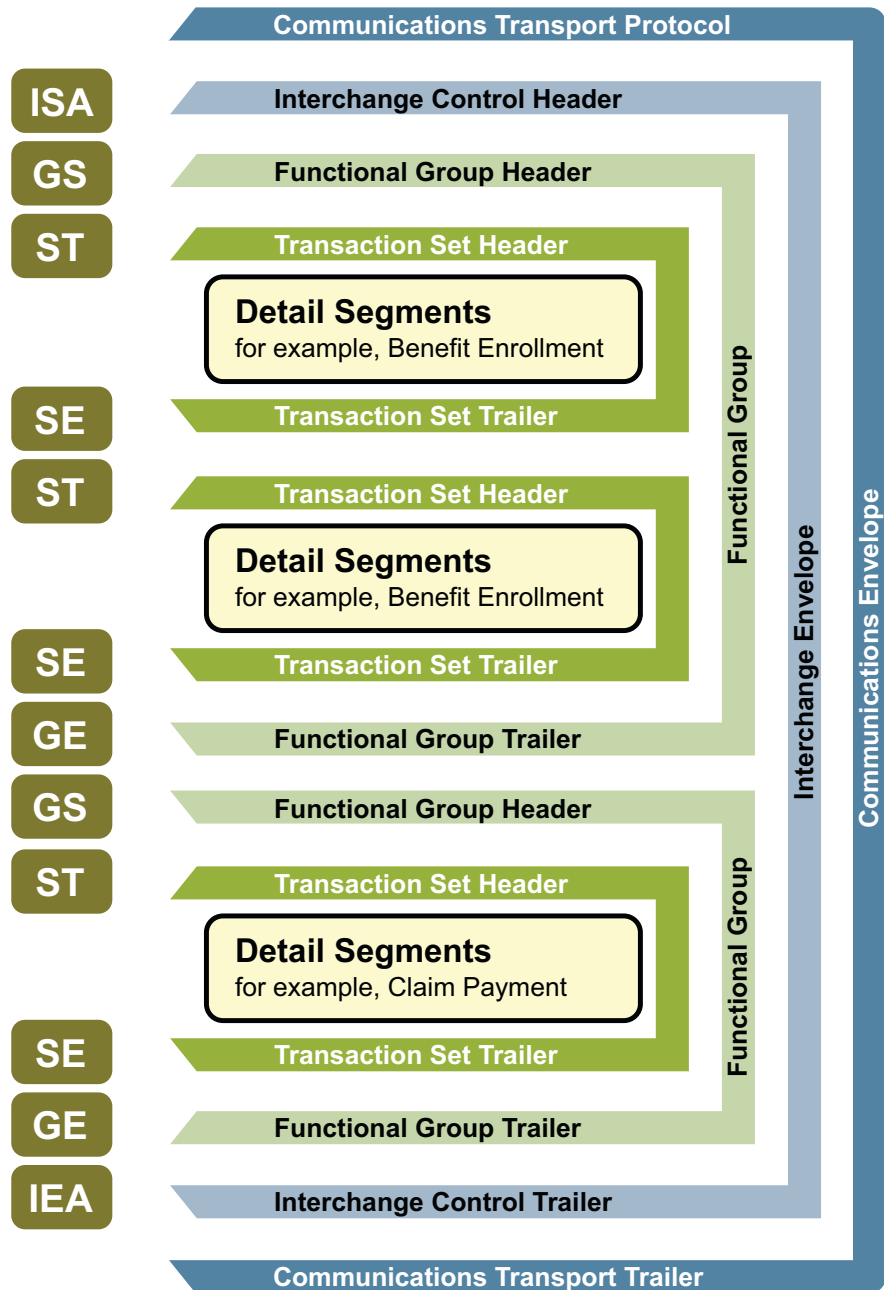 Communications Transport Protocol
ISA
Interchange Control Header
GS
Functional Group Header
ST
Transaction Set Header
Detail Segments
for example, Benefit Enrollment
SE
Transaction Set Trailer
ST
Transaction Set Header
Detail Segments
for example, Benefit Enrollment
SE
Transaction Set Trailer
GE
Functional Group Trailer
Functional Group
GS
Functional Group Header
ST
Transaction Set Header
Detail Segments
for example, Claim Payment
SE
Transaction Set Trailer
GE
Functional Group Trailer
Functional Group
IEA
Interchange Control Trailer
Interchange Envelope
Communications Transport Trailer
Communications Envelope